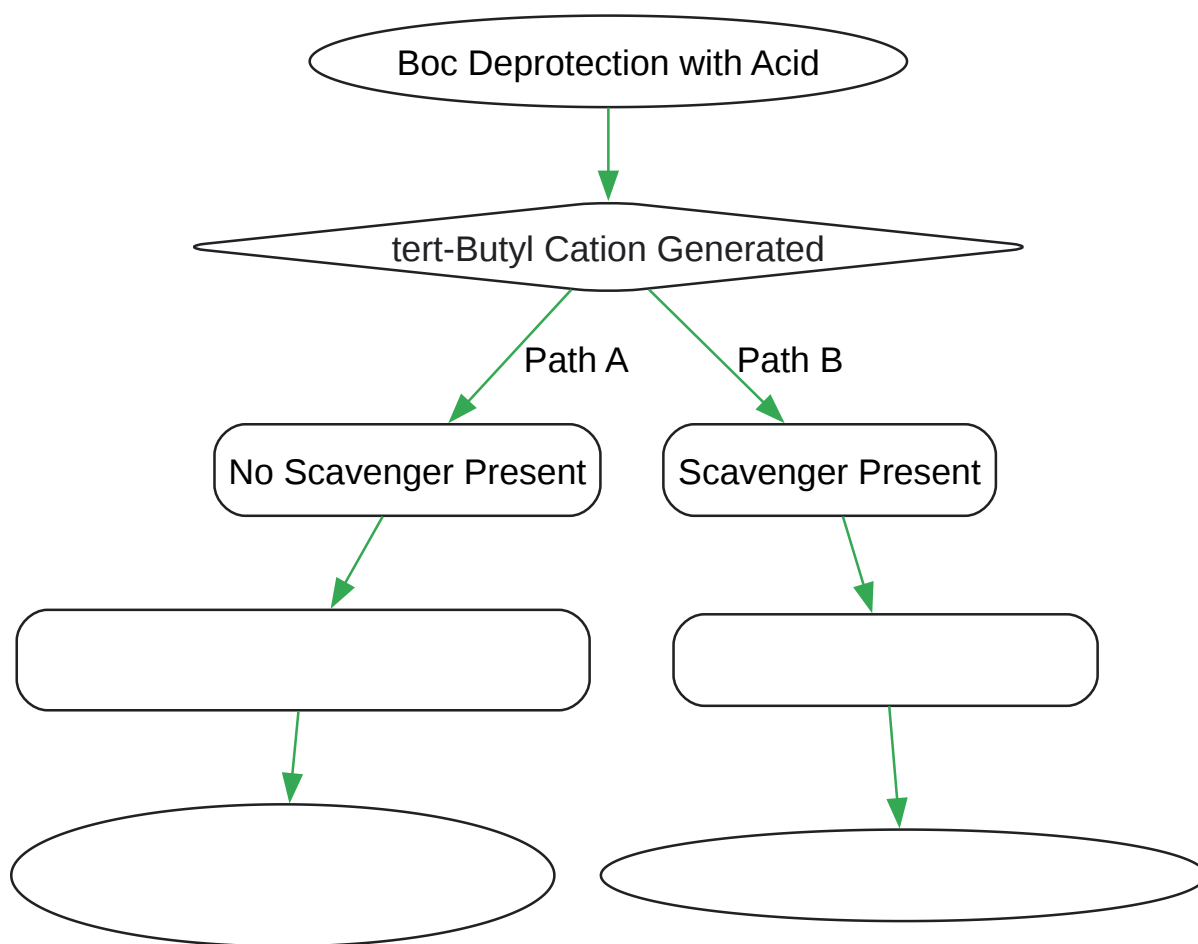 Boc Deprotection with Acid
tert-Butyl Cation Generated
Path A
Path B
No Scavenger Present
Scavenger Present